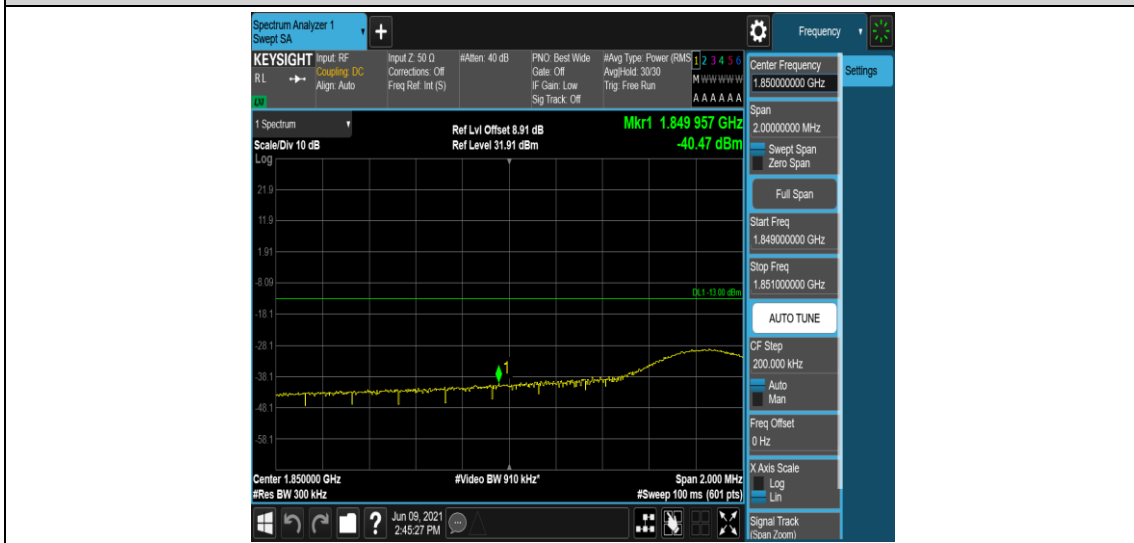 Spectrum Analyzer 1
Swept SA
+
Frequency
KEYSIGHT
RL
LXI
Input: RF
Coupling: DC
Align: Auto
Input Z: 50 Ω
Corrections: Off
Freq Ref: Int (S)
#Atten: 40 dB
PNO: Best Wide
Gate: Off
IF Gain: Low
Sig Track: Off
#Avg Type: Power (RMS
Avg|Hold: 30/30
Trig: Free Run
1 2 3 4 5 6
M W W W W W
A A A A A A
1 Spectrum
Scale/Div 10 dB
Ref Lvl Offset 8.91 dB
Ref Level 31.91 dBm
Mkr1 1.849 957 GHz
-40.47 dBm
Log
21.9
11.9
1.91
-8.09
-18.1
-28.1
-38.1
-48.1
-58.1
DL1 -13.00 dBm
1
Center 1.850000 GHz
#Res BW 300 kHz
#Video BW 910 kHz*
Span 2.000 MHz
#Sweep 100 ms (601 pts)
?
Jun 09, 2021
2:45:27 PM
Center Frequency
1.850000000 GHz
Settings
Span
2.00000000 MHz
Swept Span
Zero Span
Full Span
Start Freq
1.849000000 GHz
Stop Freq
1.851000000 GHz
AUTO TUNE
CF Step
200.000 kHz
Auto
Man
Freq Offset
0 Hz
X Axis Scale
Log
Lin
Signal Track
(Span Zoom)